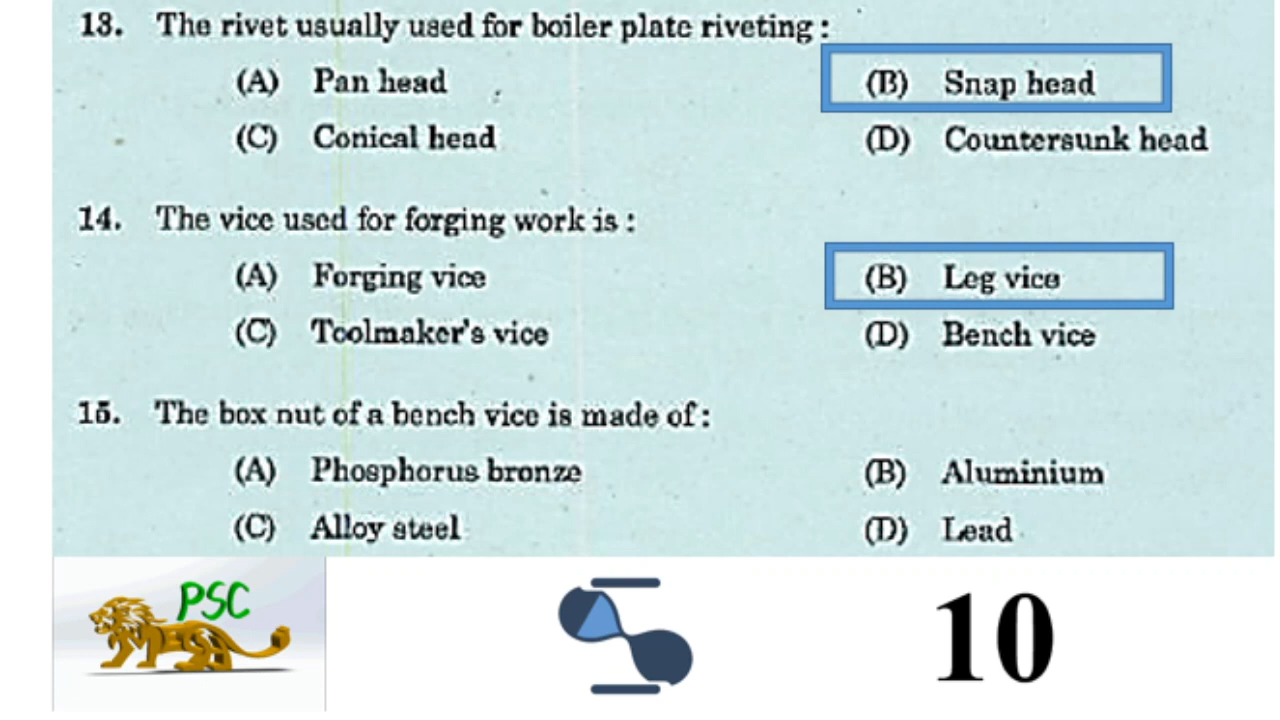 13. The rivet usually used for boiler plate riveting :
(A) Pan head (B) Snap head
(C) Conical head (D) Countersunk head
14. The vice used for forging work is :
(A) Forging vice (B) Leg vice
(C) Toolmaker's vice (D) Bench vice
15. The box nut of a bench vice is made of :
(A) Phosphorus bronze (B) Aluminium
(C) Alloy steel (D) Lead
PSC
10